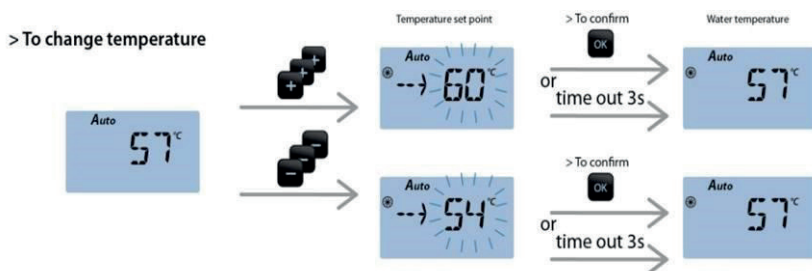 Temperature set point
> To confirm
Water temperature
> To change temperature
+ + +
OK
Auto
60 °C
or
time out 3s
Auto
57 °C
Auto
57 °C
- - -
> To confirm
OK
Auto
54 °C
or
time out 3s
Auto
57 °C